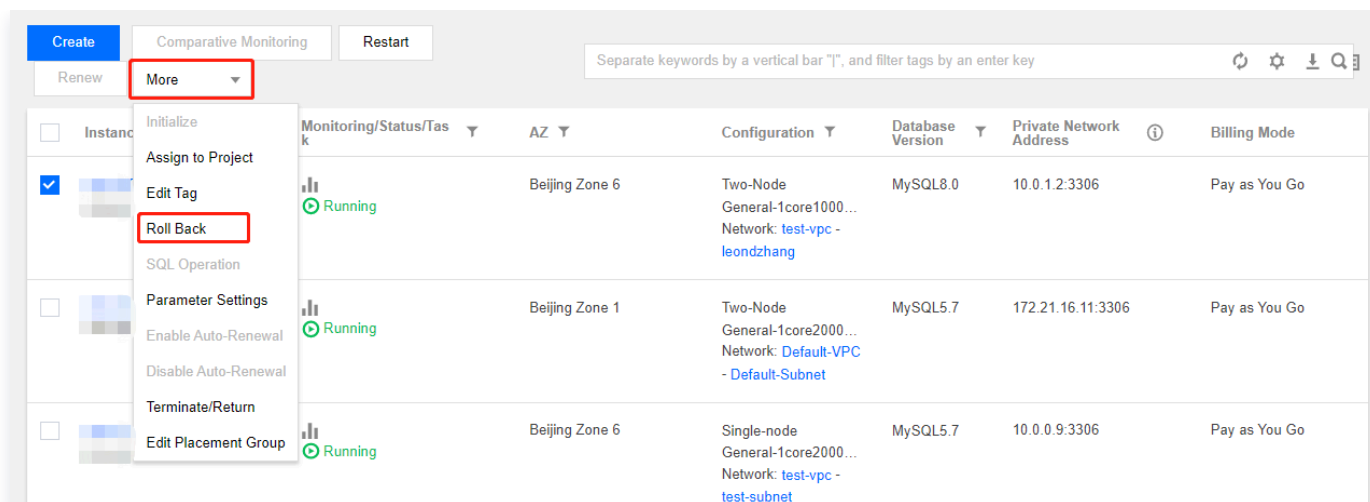 Create
Comparative Monitoring
Restart
Separate keywords by a vertical bar "|", and filter tags by an enter key
Renew
More
Instanc
Monitoring/Status/Tas
k
AZ
Configuration
Database
Version
Private Network
Address
Billing Mode
Initialize
Assign to Project
Edit Tag
Roll Back
SQL Operation
Parameter Settings
Enable Auto-Renewal
Disable Auto-Renewal
Terminate/Return
Edit Placement Group
Running
Beijing Zone 6
Two-Node
General-1core1000...
Network: test-vpc -
leondzhang
MySQL8.0
10.0.1.2:3306
Pay as You Go
Running
Beijing Zone 1
Two-Node
General-1core2000...
Network: Default-VPC
- Default-Subnet
MySQL5.7
172.21.16.11:3306
Pay as You Go
Running
Beijing Zone 6
Single-node
General-1core2000...
Network: test-vpc -
test-subnet
MySQL5.7
10.0.0.9:3306
Pay as You Go